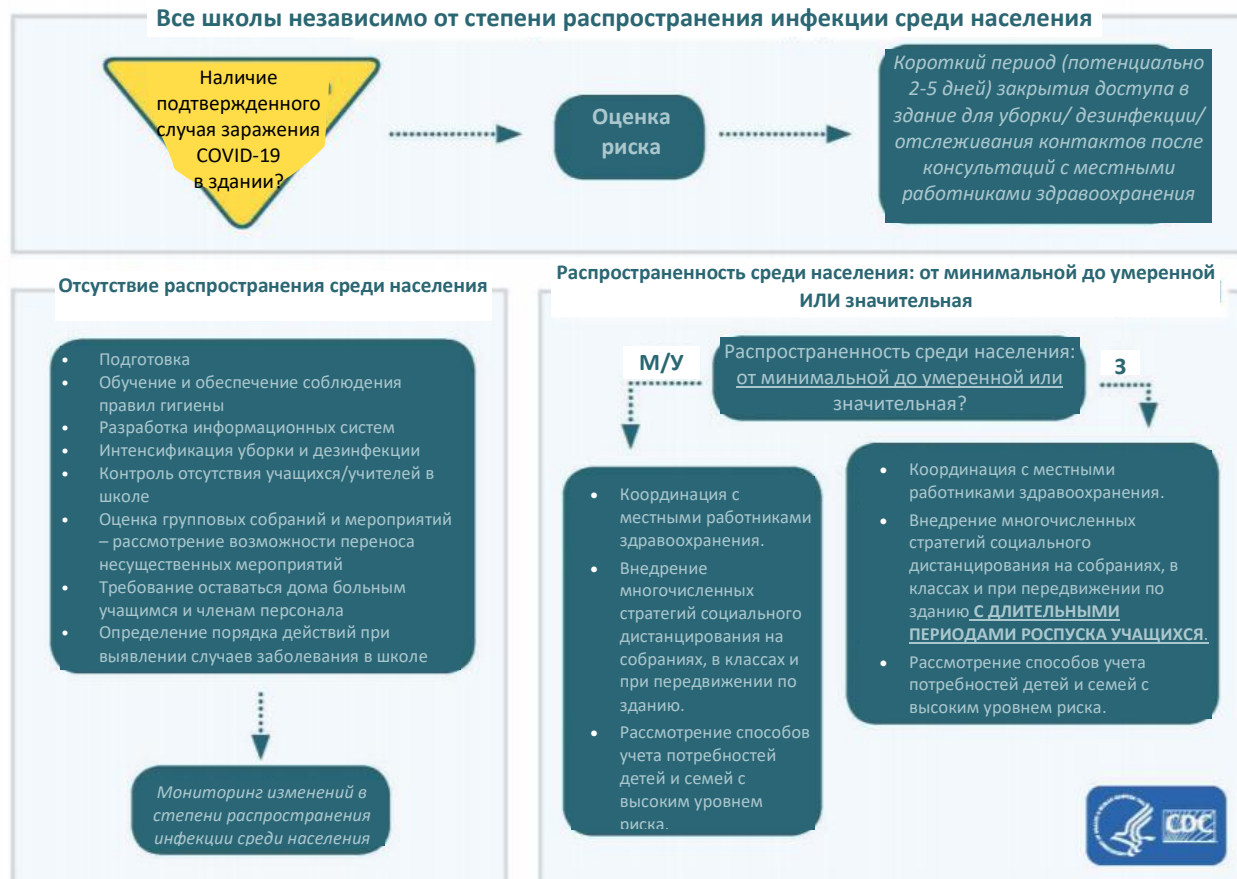 Все школы независимо от степени распространения инфекции среди населения
Наличие
подтвержденного
случая заражения
COVID-19
в здании?
Оценка
риска
Короткий период (потенциально
2-5 дней) закрытия доступа в
здание для уборки/ дезинфекции/
отслеживания контактов после
консультаций с местными
работниками здравоохранения
Отсутствие распространения среди населения
• Подготовка
• Обучение и обеспечение соблюдения
правил гигиены
• Разработка информационных систем
• Интенсификация уборки и дезинфекции
• Контроль отсутствия учащихся/учителей в
школе
• Оценка групповых собраний и мероприятий
– рассмотрение возможности переноса
несущественных мероприятий
• Требование оставаться дома больным
учащимся и членам персонала
• Определение порядка действий при
выявлении случаев заболевания в школе
Мониторинг изменений в
степени распространения
инфекции среди населения
Распространенность среди населения: от минимальной до умеренной
ИЛИ значительная
М/У
Распространенность среди населения:
от минимальной до умеренной или
значительная?
З
• Координация с
местными работниками
здравоохранения.
• Внедрение
многочисленных
стратегий социального
дистанцирования на
собраниях, в классах и
при передвижении по
зданию.
• Рассмотрение способов
учета потребностей
детей и семей с
высоким уровнем
риска.
• Координация с местными
работниками здравоохранения.
• Внедрение многочисленных
стратегий социального
дистанцирования на собраниях, в
классах и при передвижении по
зданию С ДЛИТЕЛЬНЫМИ
ПЕРИОДАМИ РОСПУСКА УЧАЩИХСЯ.
• Рассмотрение способов учета
потребностей детей и семей с
высоким уровнем риска.
CDC